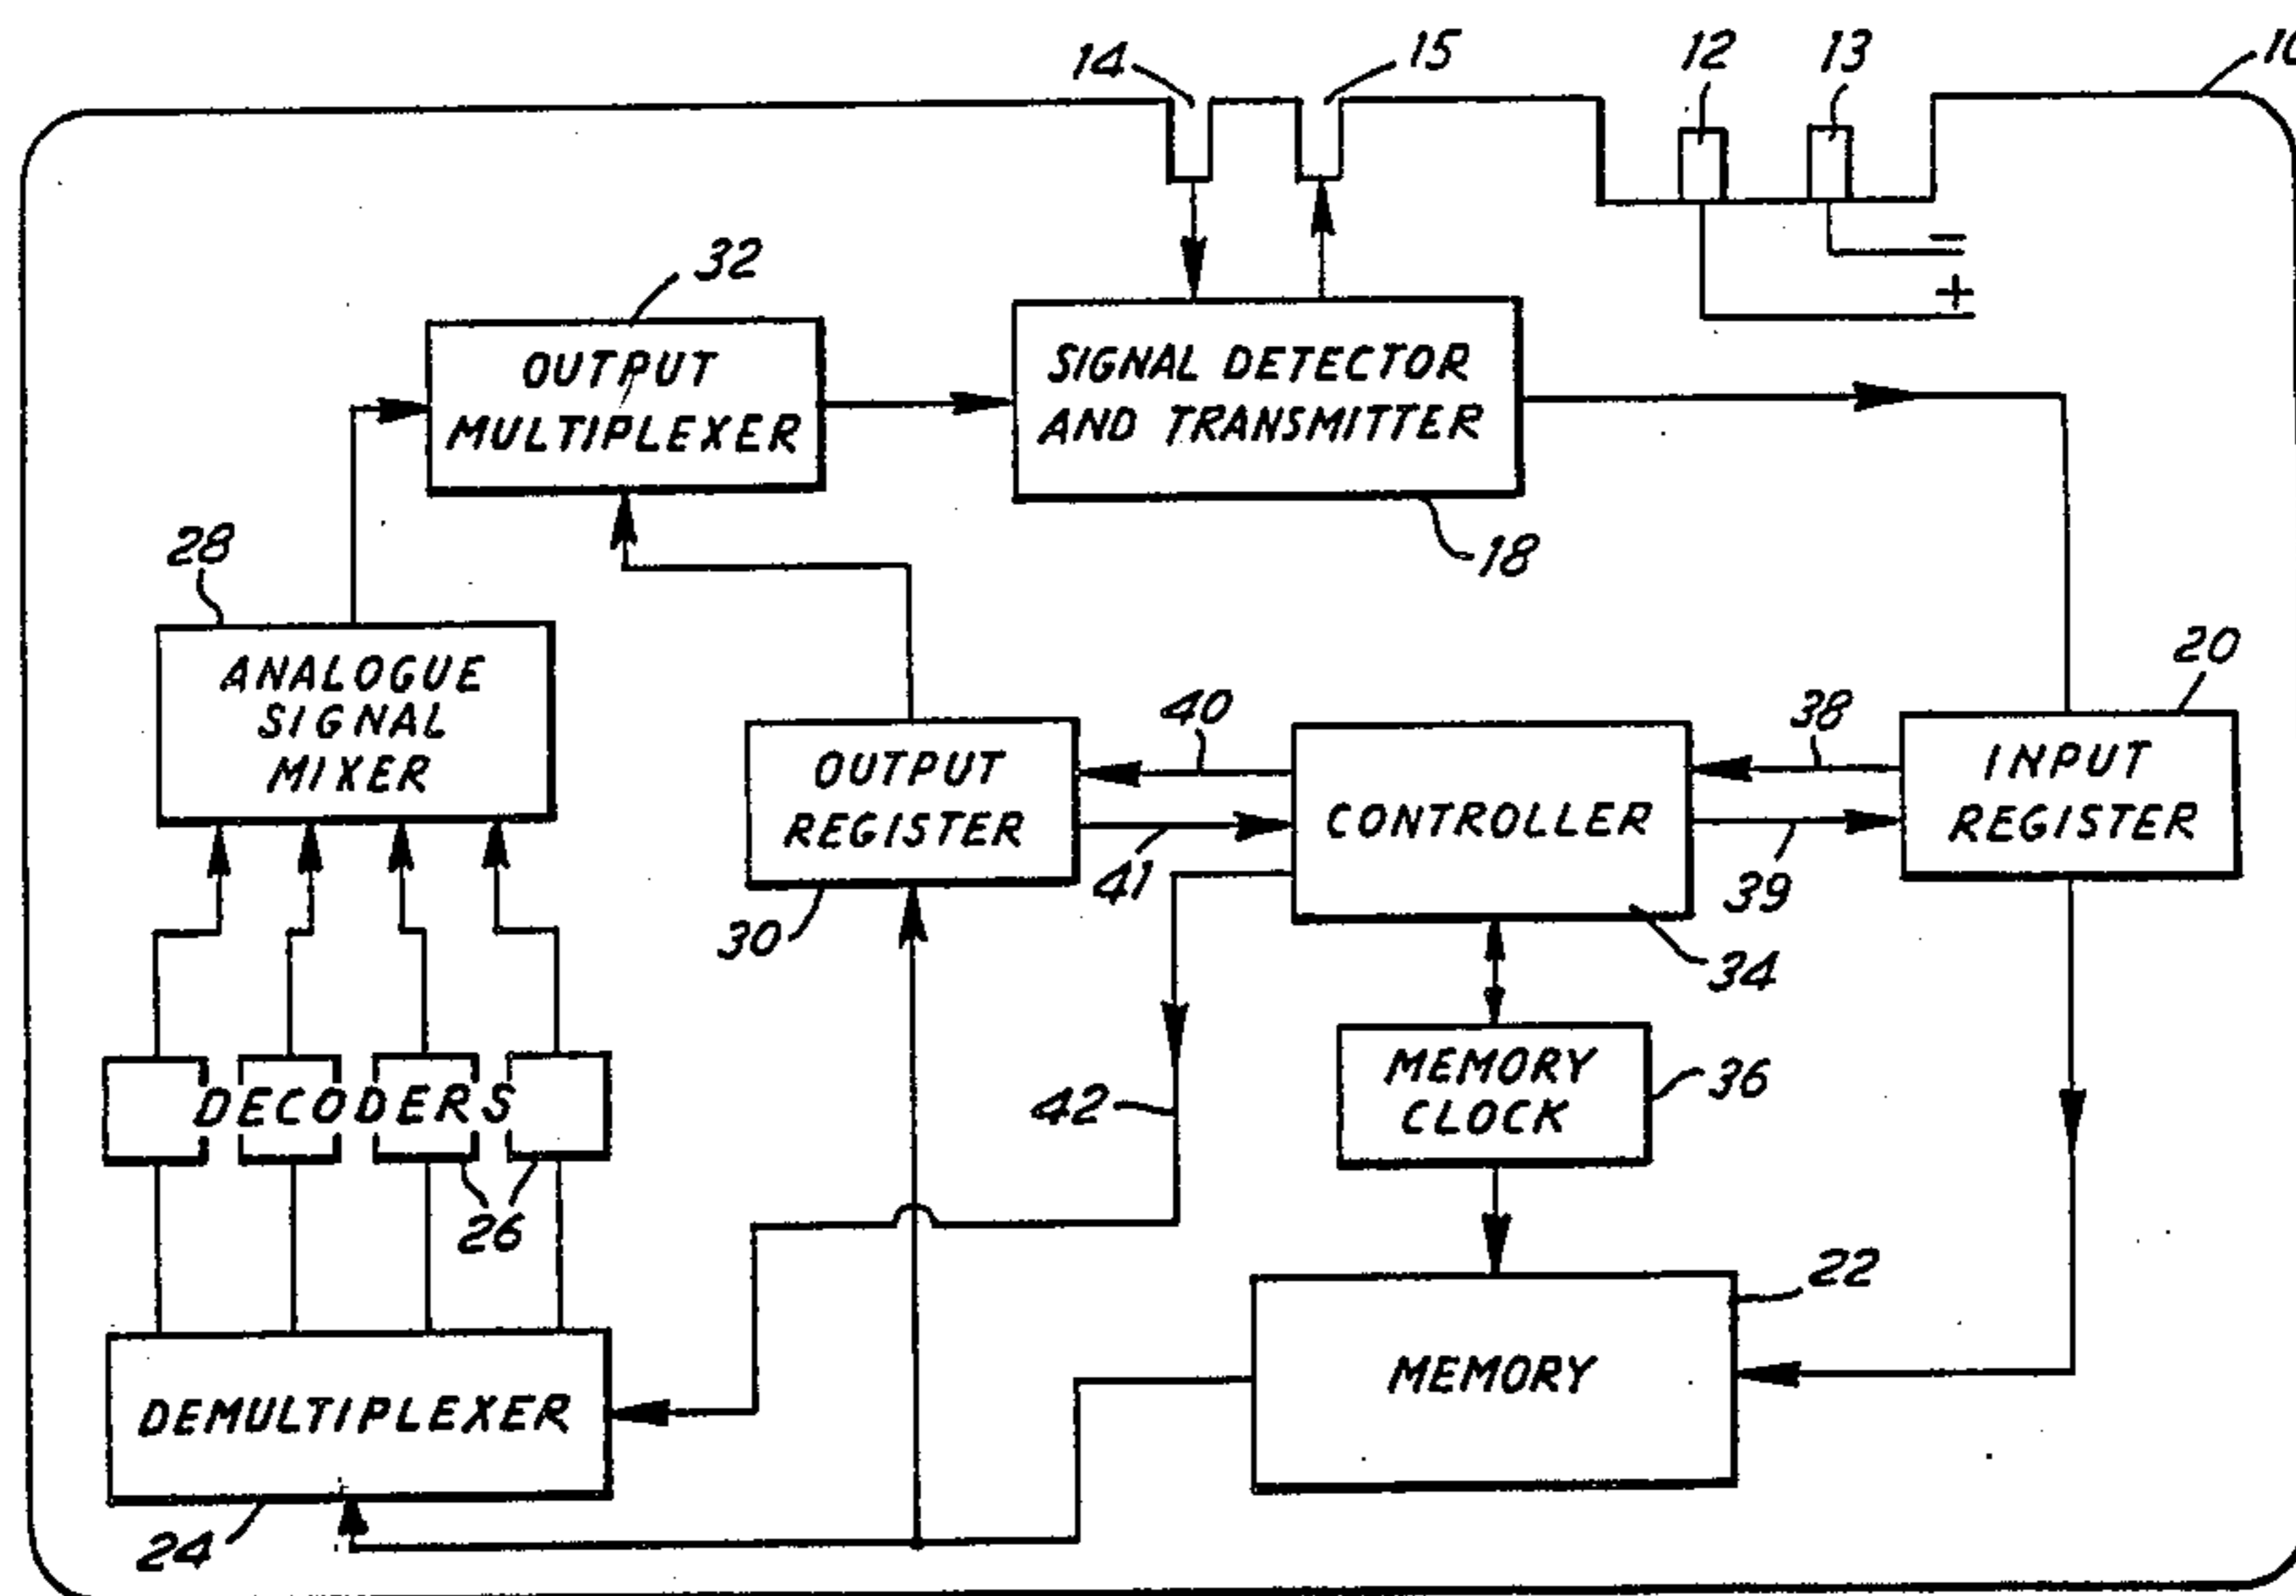 14
15
12
13
−
+
32
OUTPUT
MULTIPLEXER
SIGNAL DETECTOR
AND TRANSMITTER
18
28
ANALOGUE
SIGNAL
MIXER
20
40
38
OUTPUT
REGISTER
CONTROLLER
INPUT
REGISTER
41
39
30
34
DECODERS
42
MEMORY
CLOCK
36
26
22
DEMULTIPLEXER
MEMORY
24